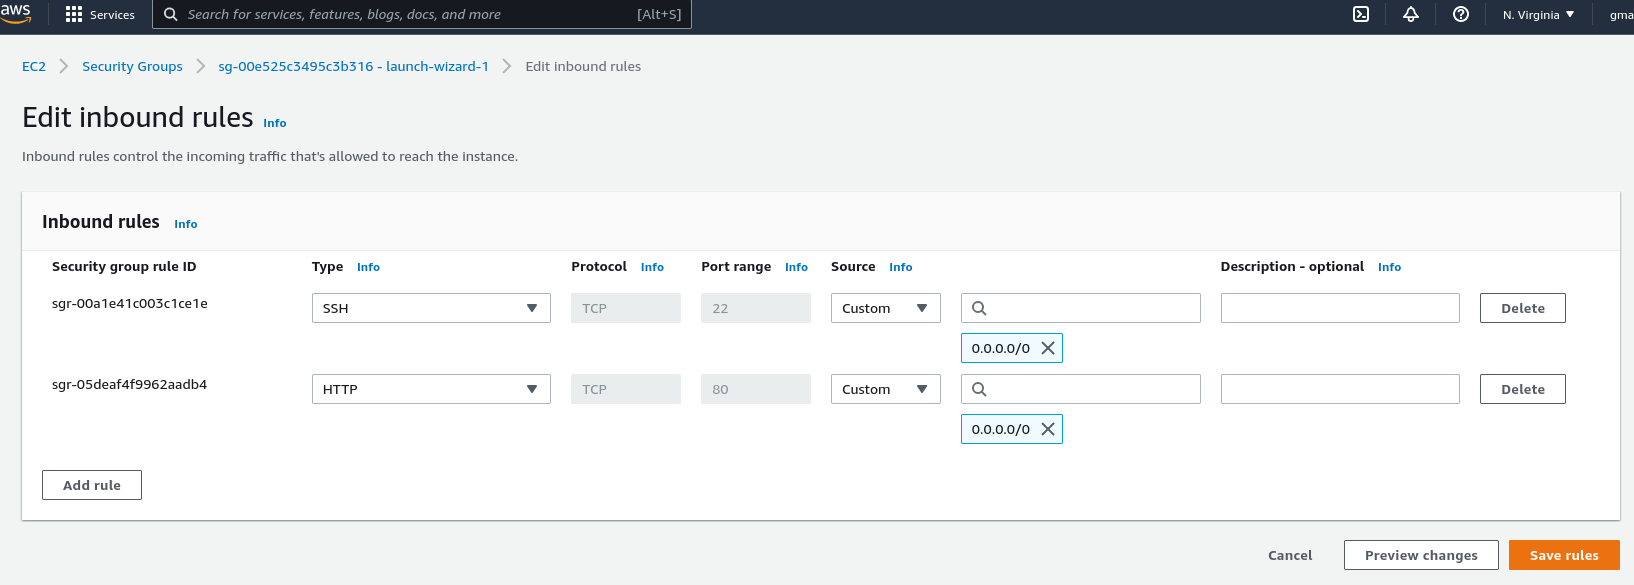 aws Services Search for services, features, blogs, docs, and more [Alt+S] N. Virginia gma
EC2 Security Groups sg-00e525c3495c3b316 - launch-wizard-1 Edit inbound rules
Edit inbound rules Info
Inbound rules control the incoming traffic that's allowed to reach the instance.
Inbound rules Info
Security group rule ID Type Info Protocol Info Port range Info Source Info Description - optional Info
sgr-00a1e41c003c1ce1e SSH TCP 22 Custom Delete
0.0.0.0/0
sgr-05deaf4f9962aadb4 HTTP TCP 80 Custom Delete
0.0.0.0/0
Add rule
Cancel Preview changes Save rules